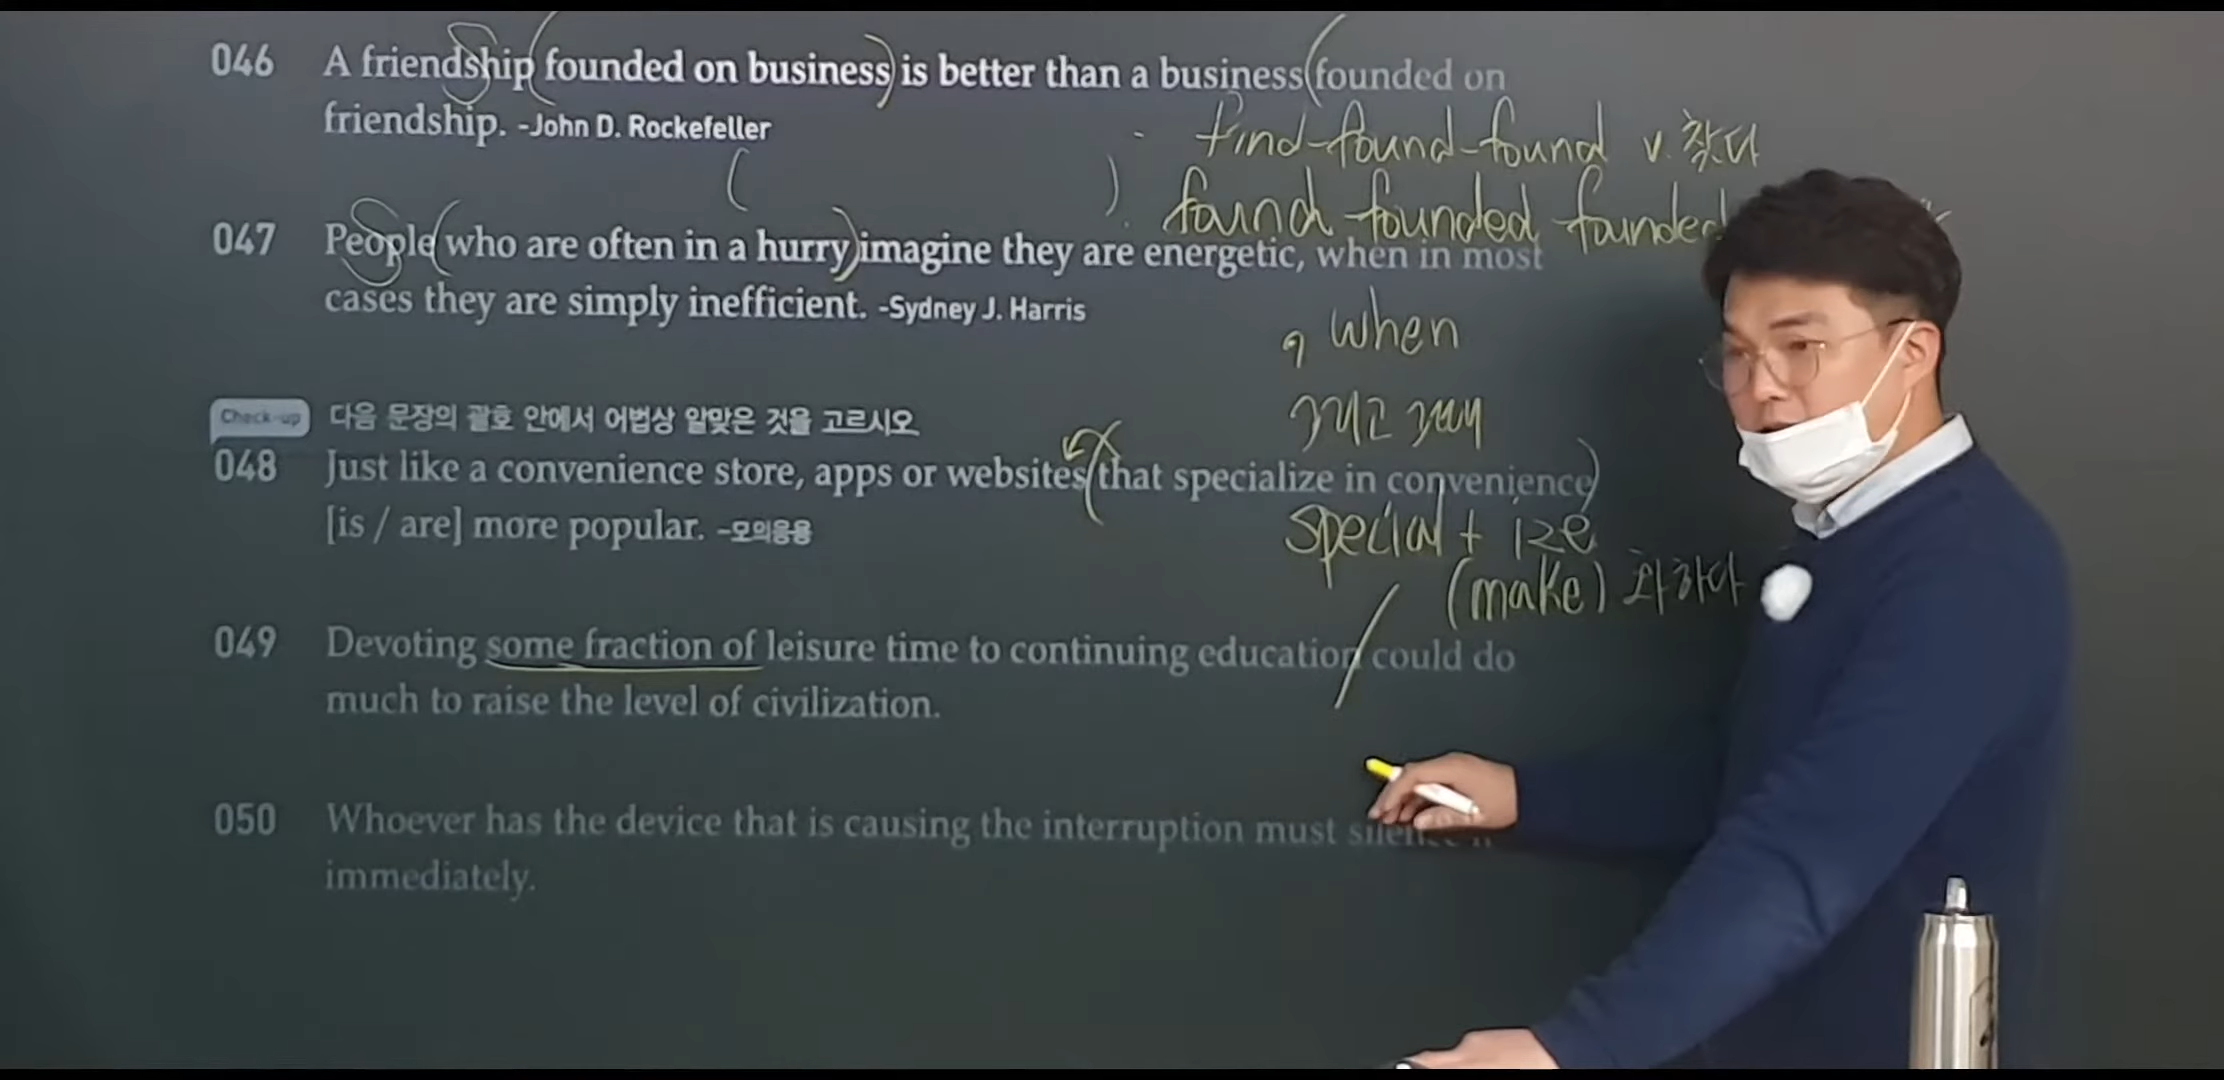 046 A friendship founded on business is better than a business founded on
friendship. -John D. Rockefeller
find-found-found v. 찾다
found-founded founded
047 People who are often in a hurry imagine they are energetic, when in most
cases they are simply inefficient. -Sydney J. Harris
, when
그리고 그때
Check-up 다음 문장의 괄호 안에서 어법상 알맞은 것을 고르시오
048 Just like a convenience store, apps or websites that specialize in convenience
[is / are] more popular. -모의응용
special + ize
(make) 화하다
049 Devoting some fraction of leisure time to continuing education could do
much to raise the level of civilization.
050 Whoever has the device that is causing the interruption must
immediately.